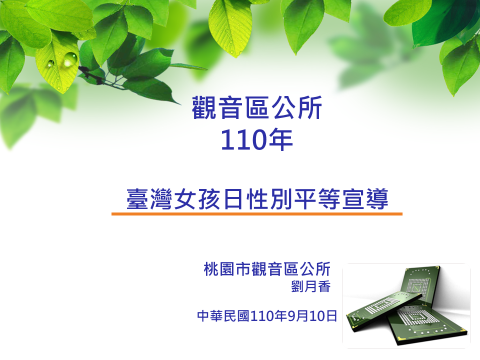 觀音區公所
110年
臺灣女孩日性別平等宣導
桃園市觀音區公所
劉月香
中華民國110年9月10日